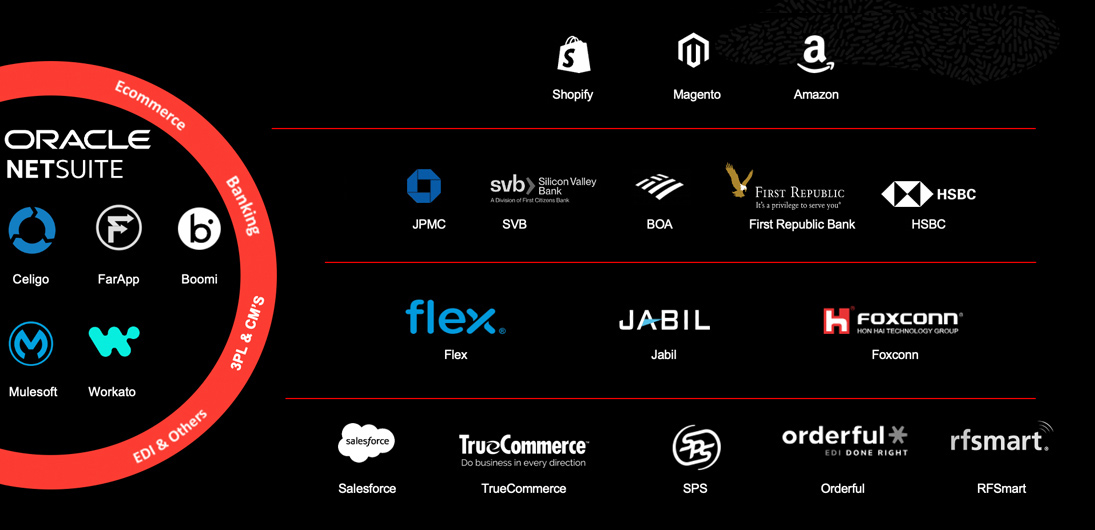 Ecommerce
ORACLE
NETSUITE
Banking
Celigo
FarApp
Boomi
3PL & CM'S
Mulesoft
Workato
EDI & Others
Shopify
Magento
Amazon
svb> Silicon Valley
Bank
A Division of First Citizens Bank
FIRST REPUBLIC
It's a privilege to serve you®
HSBC
JPMC
SVB
BOA
First Republic Bank
HSBC
flex®
JABIL
FOXCONN®
HON HAI TECHNOLOGY GROUP
Flex
Jabil
Foxconn
salesforce
TrueCommerce™
Do business in every direction
SPS
orderful
EDI DONE RIGHT
rfsmart.
Salesforce
TrueCommerce
SPS
Orderful
RFSmart